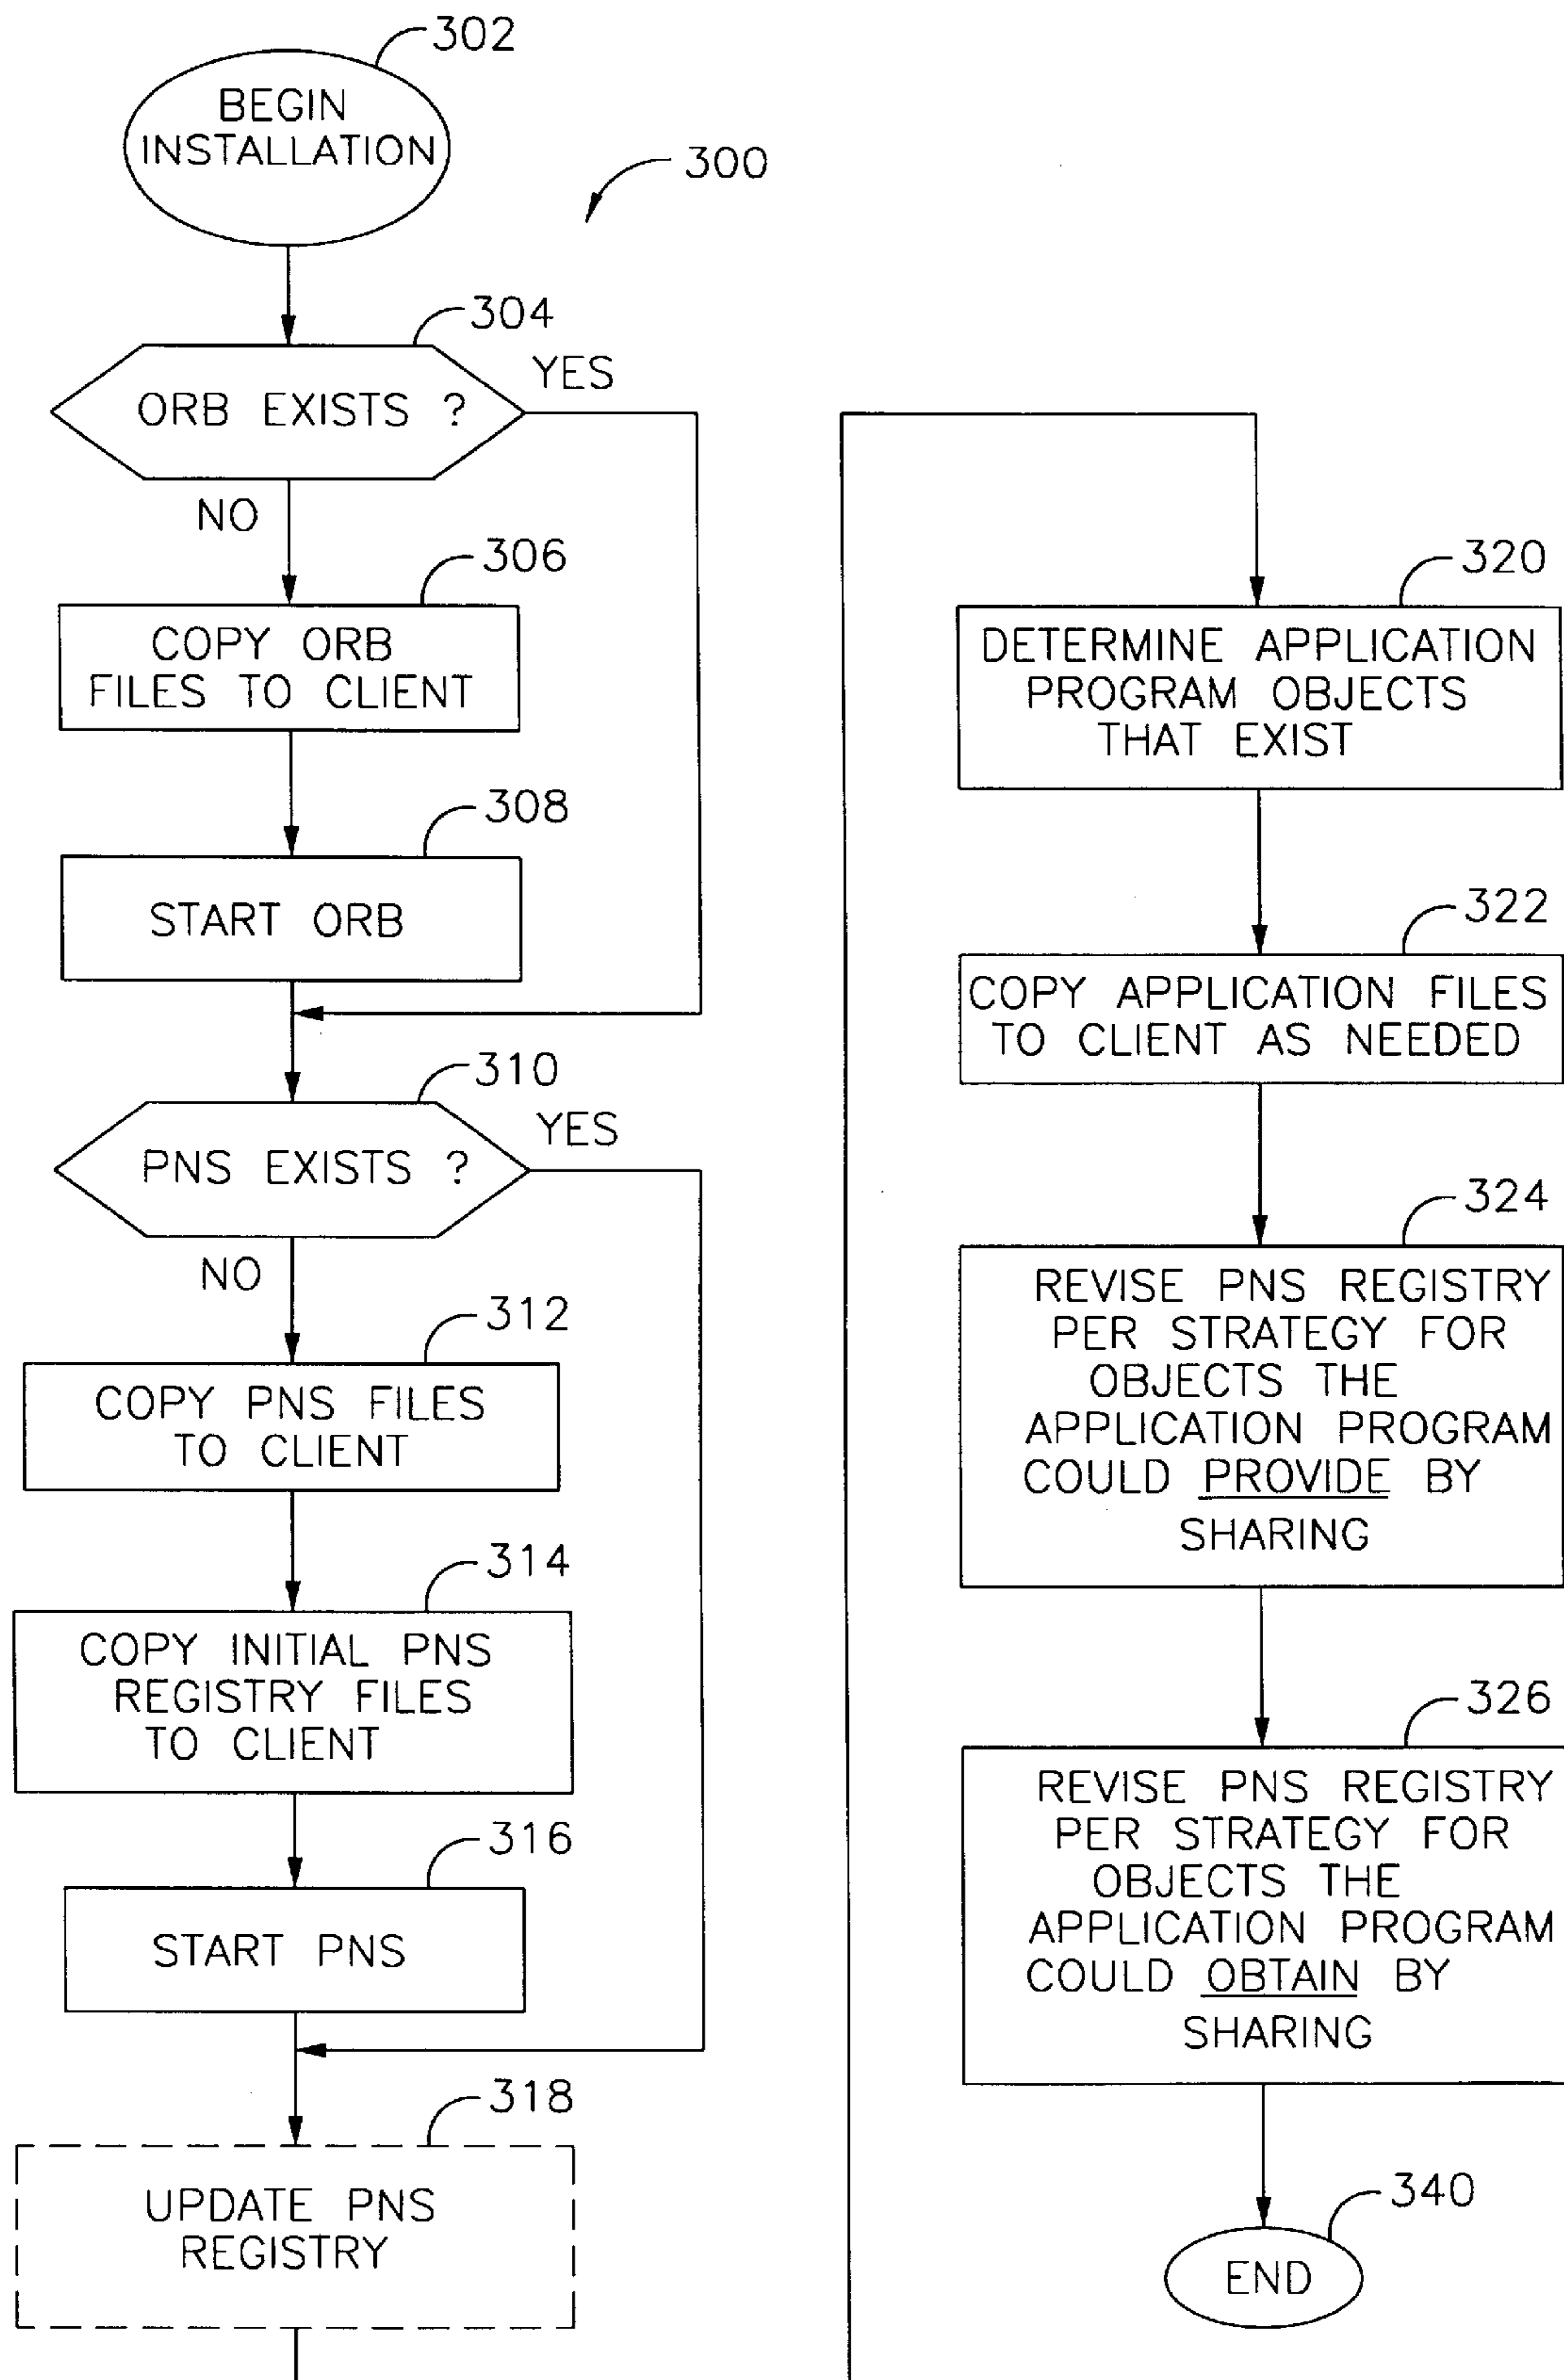 302
BEGIN
INSTALLATION
300
304
ORB EXISTS ?
YES
NO
306
COPY ORB
FILES TO CLIENT
308
START ORB
310
PNS EXISTS ?
YES
NO
312
COPY PNS FILES
TO CLIENT
314
COPY INITIAL PNS
REGISTRY FILES
TO CLIENT
316
START PNS
318
UPDATE PNS
REGISTRY
320
DETERMINE APPLICATION
PROGRAM OBJECTS
THAT EXIST
322
COPY APPLICATION FILES
TO CLIENT AS NEEDED
324
REVISE PNS REGISTRY
PER STRATEGY FOR
OBJECTS THE
APPLICATION PROGRAM
COULD PROVIDE BY
SHARING
326
REVISE PNS REGISTRY
PER STRATEGY FOR
OBJECTS THE
APPLICATION PROGRAM
COULD OBTAIN BY
SHARING
340
END